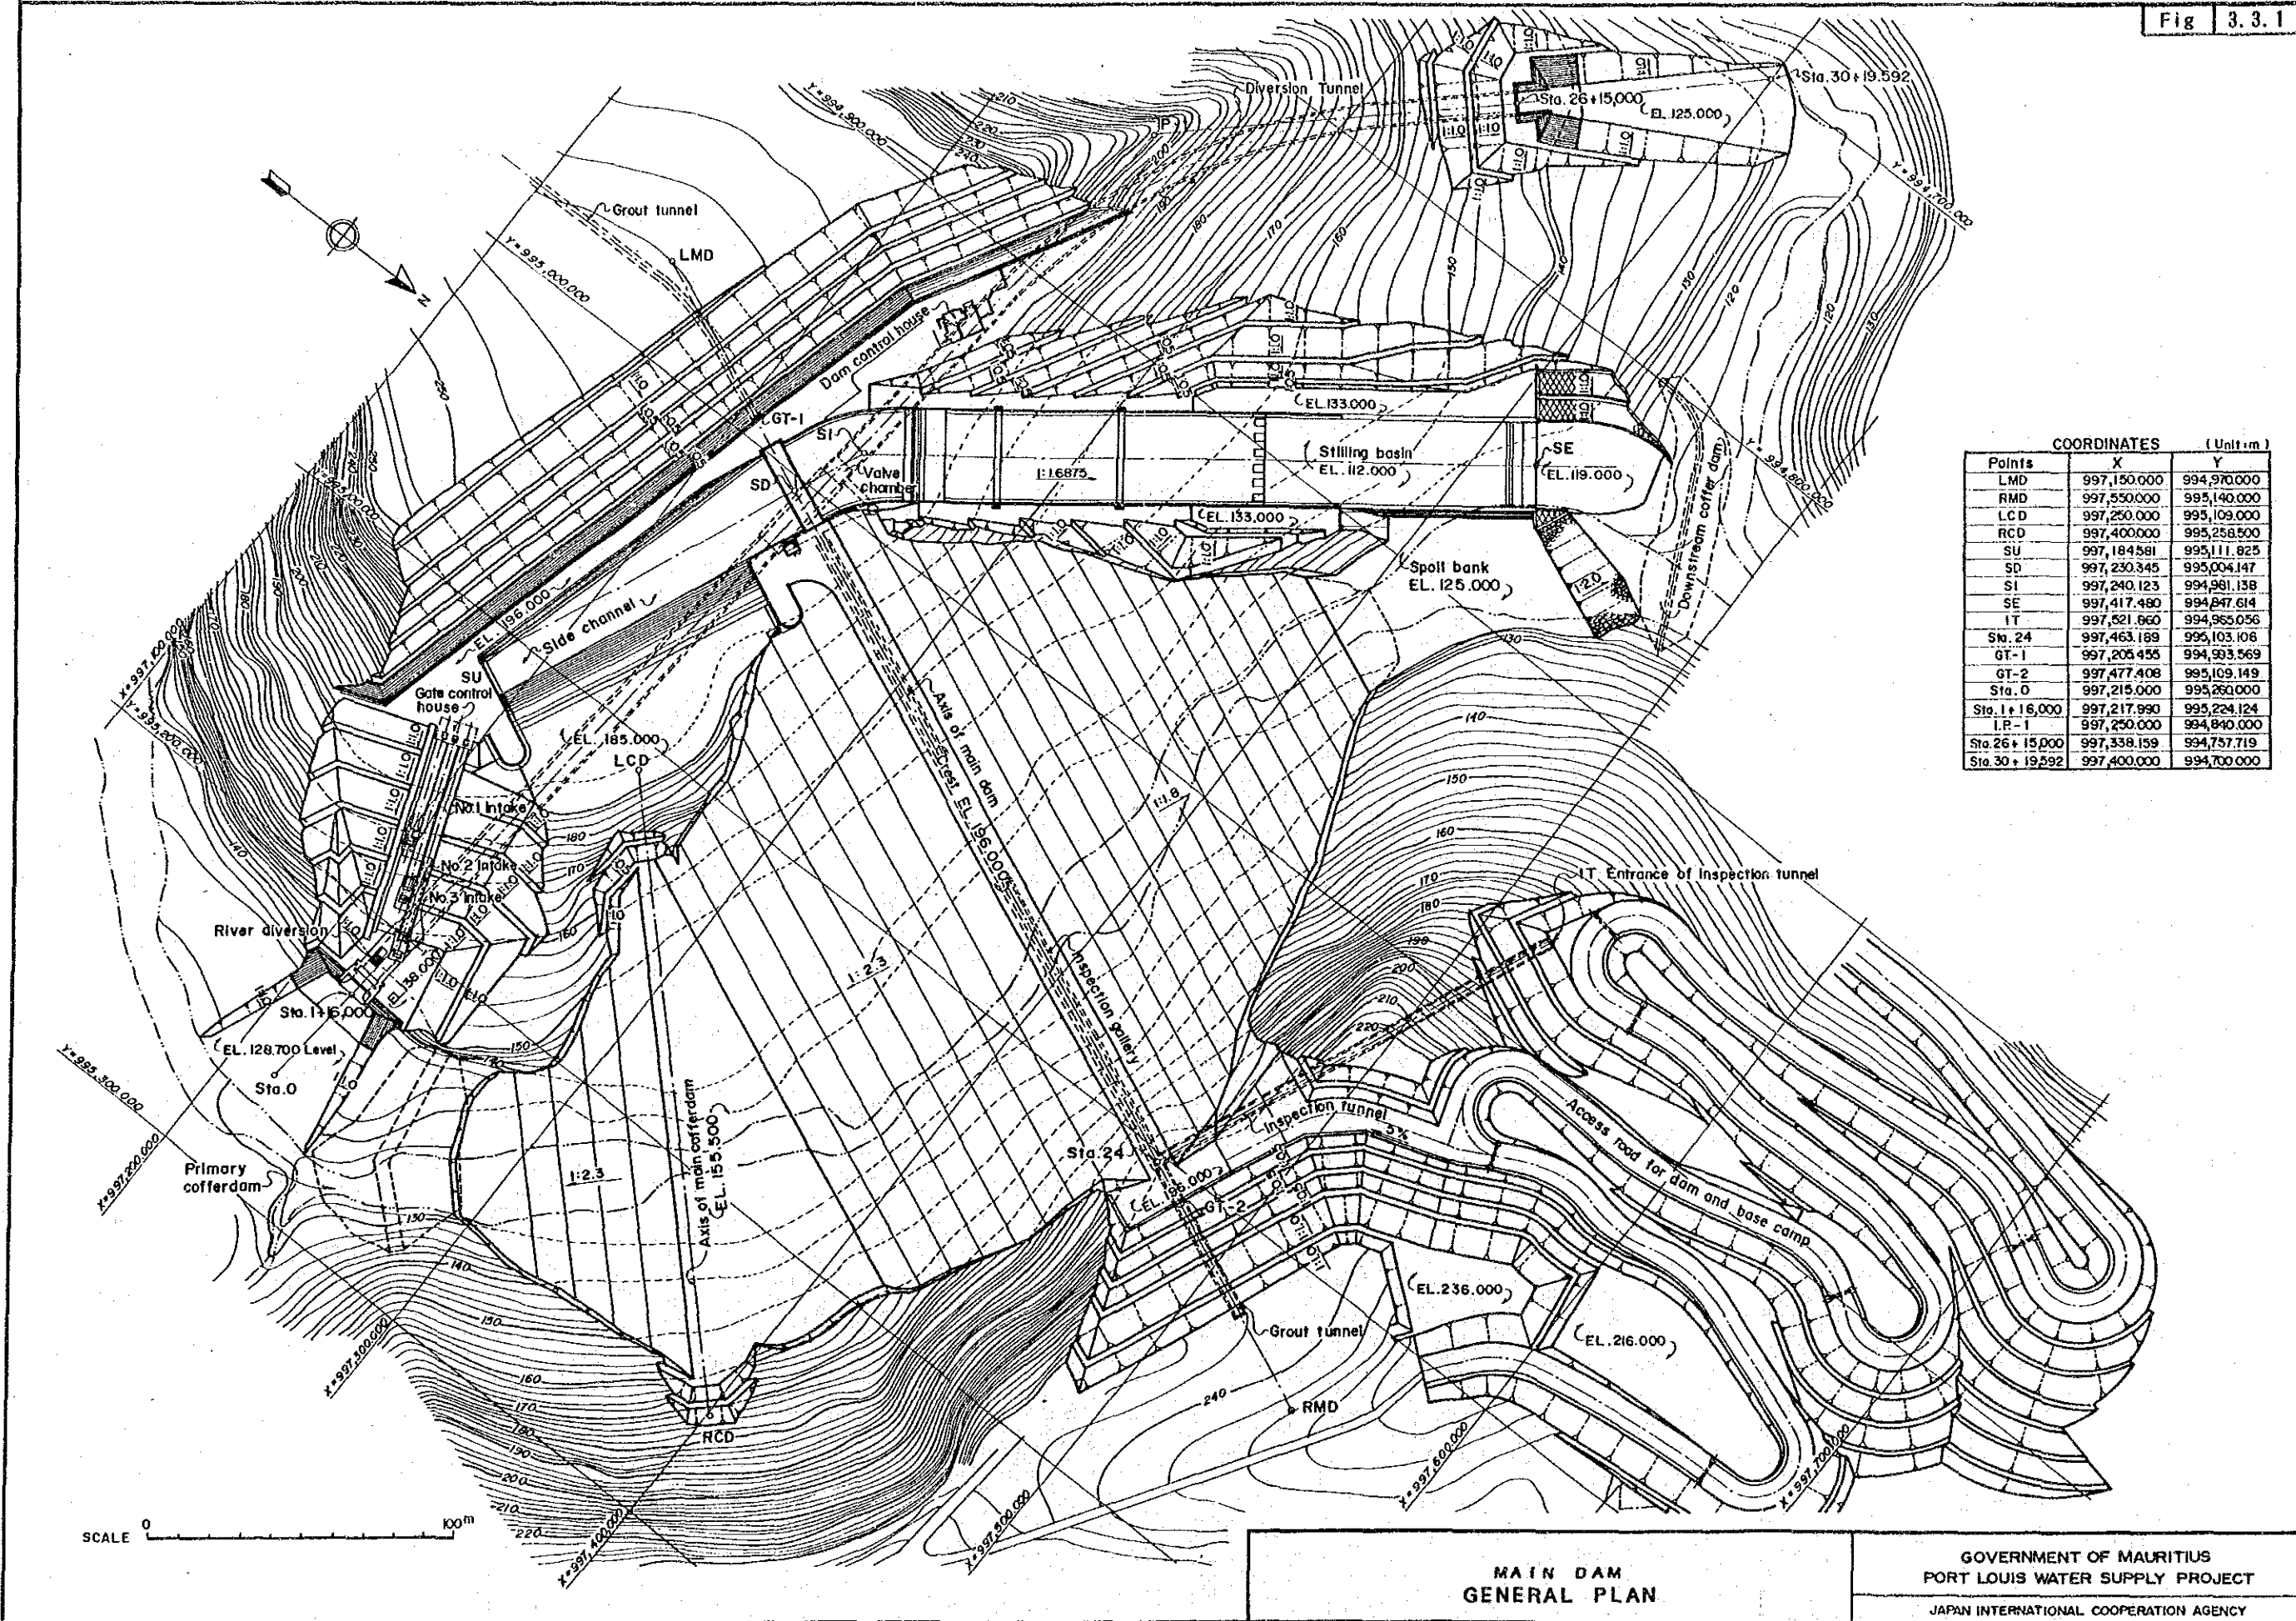 Fig 3.3.1
Diversion Tunnel
Sta. 30+19.592
Sta. 26+15,000
EL. 125.000
I.P
Y=994,900.000
Y=994,700.000
Grout tunnel
LMD
Y=995,000.000
N
Dam control house
GT-1
SI
Valve chamber
SD
EL.133.000
Stilling basin
EL. 112.000
1:1.6875
SE
EL.119.000
EL.133.000
Downstream coffer dam
Y=994,800.000
Spoil bank
EL. 125.000
1:2.0
COORDINATES (Unit:m)
Points X Y
LMD 997,150.000 994,970.000
RMD 997,550.000 995,140.000
LCD 997,250.000 995,109.000
RCD 997,400.000 995,258.500
SU 997,184.581 995,111.825
SD 997,230.345 995,004.147
SI 997,240.123 994,981.138
SE 997,417.480 994,847.614
IT 997,521.860 994,965.056
Sta. 24 997,463.189 995,103.106
GT-1 997,205.455 994,993.569
GT-2 997,477.408 995,109.149
Sta. 0 997,215.000 995,260.000
Sta. 1+16,000 997,217.990 995,224.124
I.P.-1 997,250.000 994,840.000
Sta. 26+15,000 997,338.159 994,757.719
Sta. 30+19.592 997,400.000 994,700.000
X=997,100.000
Y=995,200.000
EL. 196.000
Side channel
SU
Gate control
house
EL. 185.000
LCD
Axis of main dam
Crest EL. 196.000
1:1.8
No.1 Intake
No.2 Intake
No.3 Intake
River diversion
EL. 138.000
Sta. 1+16,000
EL. 128.700 Level
Sta.0
1:2.3
Inspection gallery
IT Entrance of Inspection tunnel
Y=995,300.000
X=997,200.000
Primary
cofferdam
1:2.3
Axis of main cofferdam
EL. 155.500
Sta. 24
Inspection tunnel
5%
EL. 196.000
GT-2
Access road for dam and base camp
EL.236.000
EL.216.000
Grout tunnel
RMD
RCD
X=997,300.000
X=997,400.000
X=997,500.000
X=997,600.000
X=997,700.000
SCALE 0 100m
MAIN DAM
GENERAL PLAN
GOVERNMENT OF MAURITIUS
PORT LOUIS WATER SUPPLY PROJECT
JAPAN INTERNATIONAL COOPERATION AGENCY